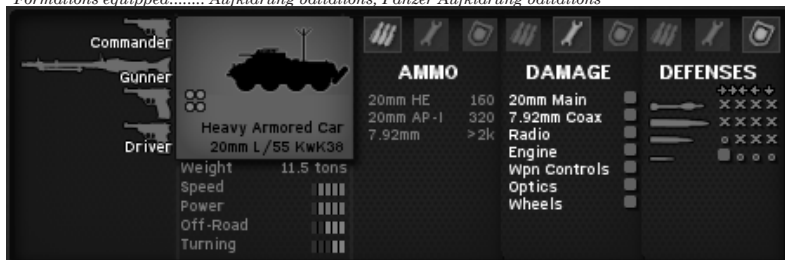 Formations equipped........ Aufklärung battalions, Panzer Aufklärung battalions
Commander
Gunner
Driver
Heavy Armored Car
20mm L/55 KwK38
Weight 11.5 tons
Speed
Power
Off-Road
Turning
AMMO
20mm HE 160
20mm AP-I 320
7.92mm >2k
DAMAGE
20mm Main
7.92mm Coax
Radio
Engine
Wpn Controls
Optics
Wheels
DEFENSES